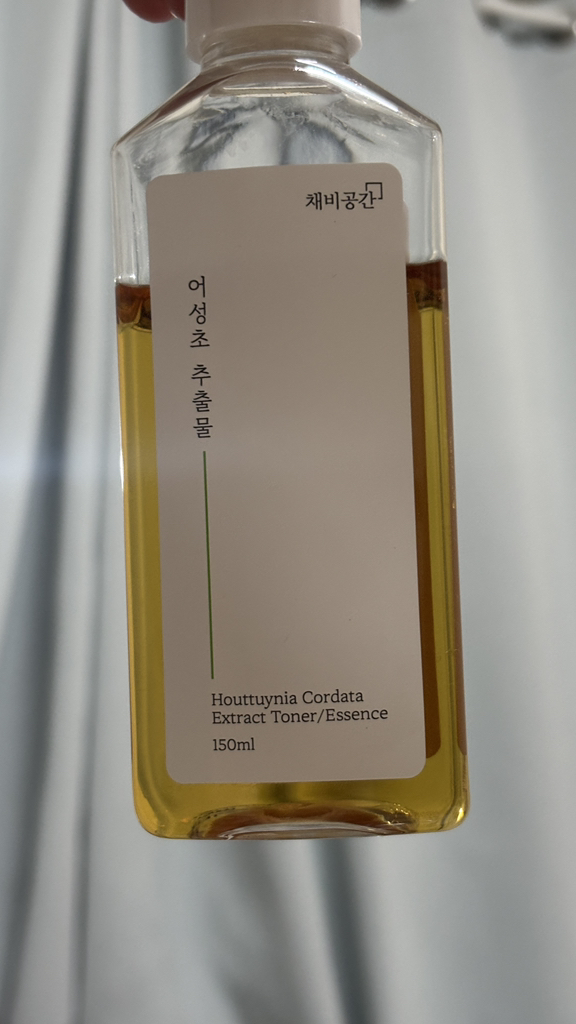 채비공간
어성초 추출물
Houttuynia Cordata
Extract Toner/Essence
150ml